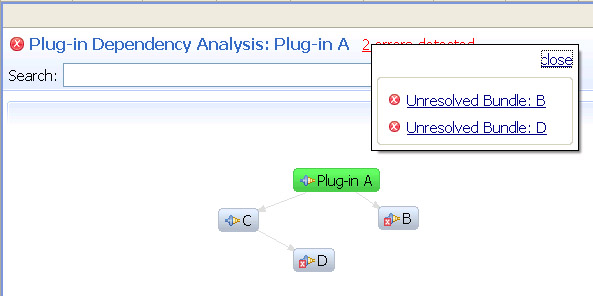 Plug-in Dependency Analysis: Plug-in A 2 errors detected
close
Search:
Unresolved Bundle: B
Unresolved Bundle: D
Plug-in A
C
B
D